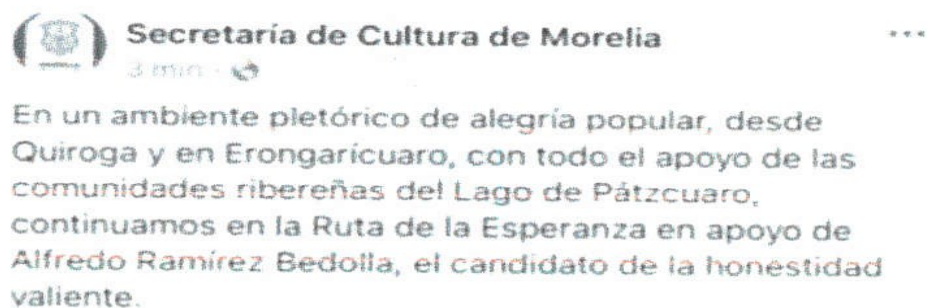 Secretaría de Cultura de Morelia
3 min ·
En un ambiente pletórico de alegría popular, desde
Quiroga y en Erongarícuaro, con todo el apoyo de las
comunidades ribereñas del Lago de Pátzcuaro,
continuamos en la Ruta de la Esperanza en apoyo de
Alfredo Ramírez Bedolla, el candidato de la honestidad
valiente.